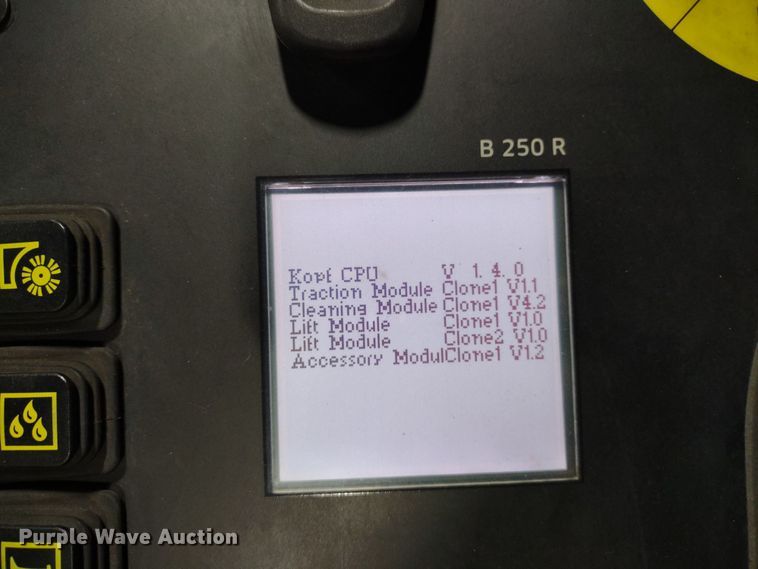 B 250 R
Kopf CPU V 1. 4. 0
Traction Module Clone1 V1.1
Cleaning Module Clone1 V4.2
Lift Module Clone1 V1.0
Lift Module Clone2 V1.0
Accessory ModulClone1 V1.2
Purple Wave Auction